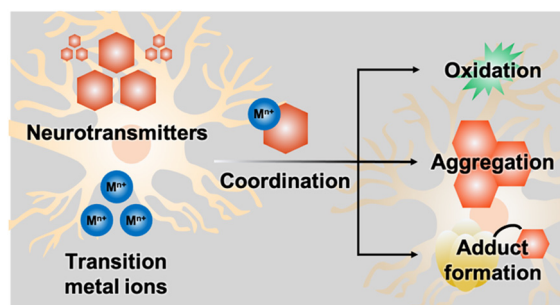 Neurotransmitters
Mⁿ⁺
Mⁿ⁺
Mⁿ⁺ Mⁿ⁺
Transition
metal ions
Coordination
Oxidation
Aggregation
Adduct
formation